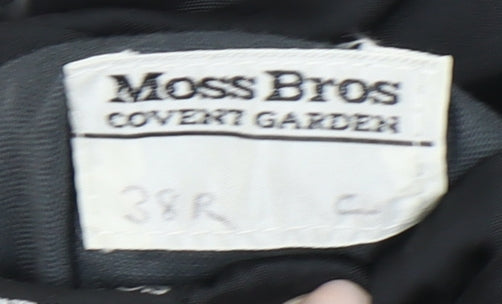 Moss Bros
COVENT GARDEN
38R C